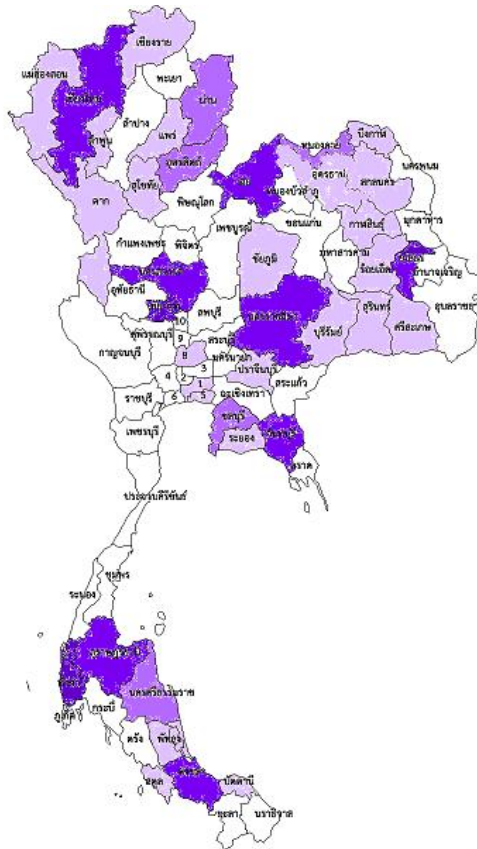 เชียงราย
แม่ฮ่องสอน
พะเยา
น่าน
ลำปาง
แพร่
ลำพูน
อุตรดิตถ์
สุโขทัย
ตาก
พิษณุโลก
บึงกาฬ
หนองคาย
อุดรธานี
นครพนม
สกลนคร
หนองบัวลำภู
มุกดาหาร
ขอนแก่น
กาฬสินธุ์
เพชรบูรณ์
กำแพงเพชร
พิจิตร
ชัยภูมิ
มหาสารคาม
ร้อยเอ็ด
อำนาจเจริญ
อุทัยธานี
ลพบุรี
นครราชสีมา
บุรีรัมย์
สุรินทร์
ศรีสะเกษ
10
สุพรรณบุรี
9
สระบุรี
กาญจนบุรี
8
3
ปราจีนบุรี
สระแก้ว
4
2
1
ฉะเชิงเทรา
ราชบุรี
6
5
ชลบุรี
เพชรบุรี
ระยอง
ตราด
ประจวบคีรีขันธ์
ชุมพร
ระนอง
นครศรีธรรมราช
กระบี่
ภูเก็ต
ตรัง
พัทลุง
สตูล
ปัตตานี
ยะลา
นราธิวาส